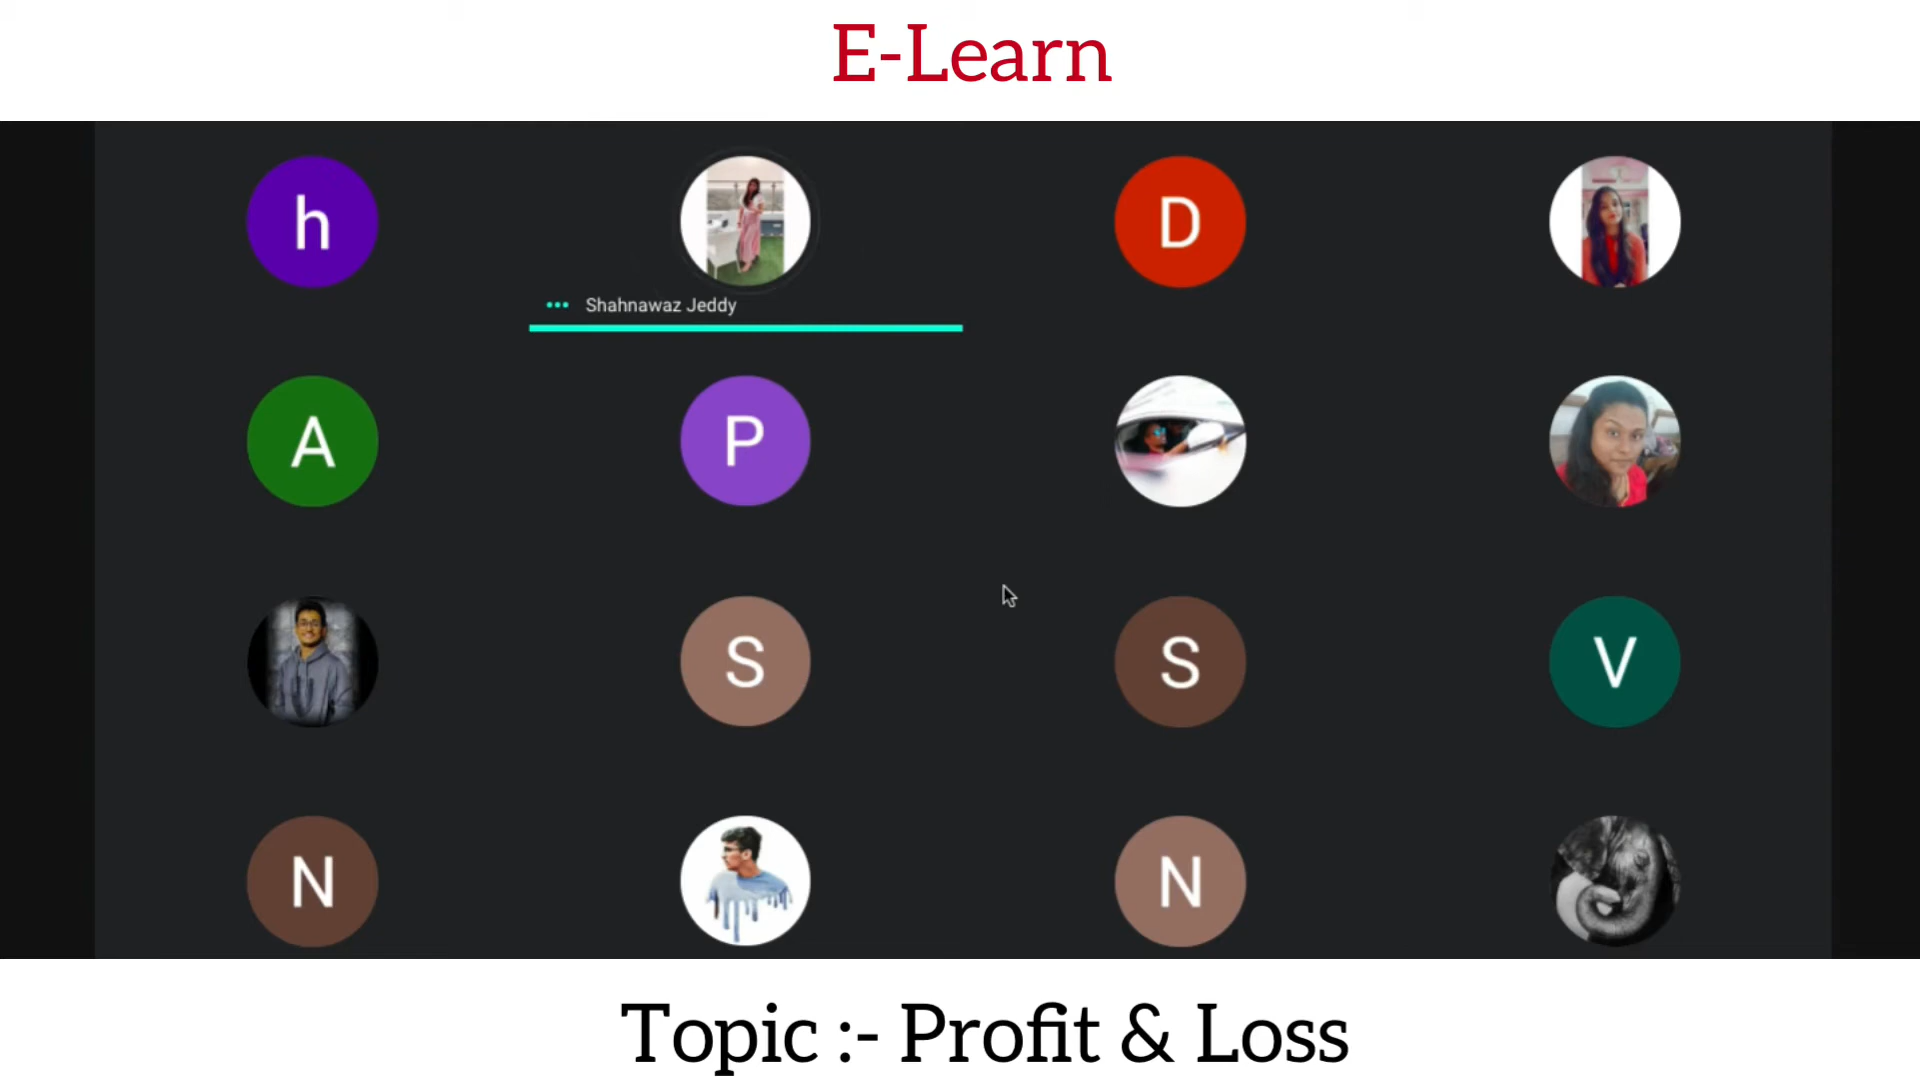 E-Learn
h
D
Shahnawaz Jeddy
A
P
S
S
V
N
N
Topic :- Profit & Loss